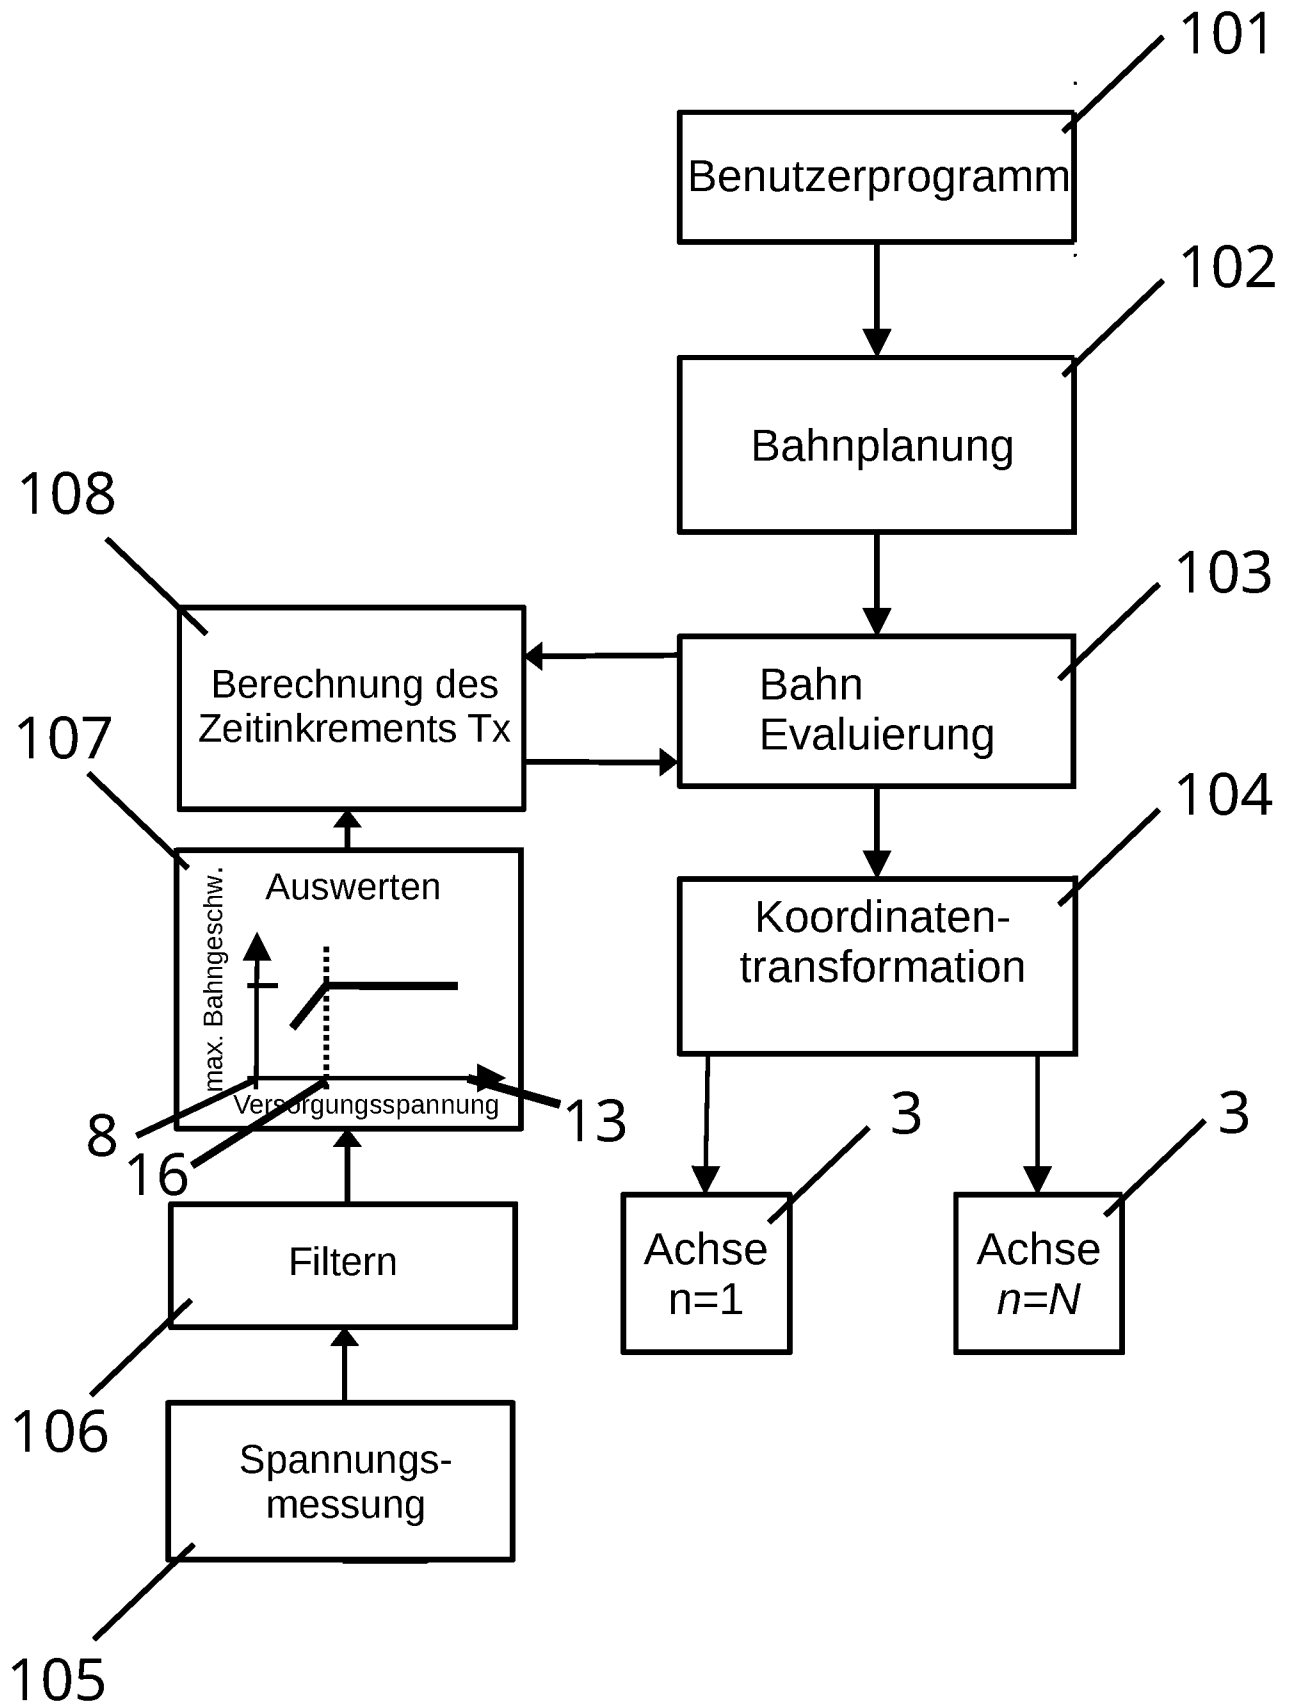 101
Benutzerprogramm
102
Bahnplanung
108
103
Berechnung des
Zeitinkrements Tx
Bahn
Evaluierung
107
104
Auswerten
max. Bahngeschw.
Koordinaten-
transformation
Versorgungsspannung
8
16
13
3
3
Achse
n=1
Achse
n=N
Filtern
106
Spannungs-
messung
105